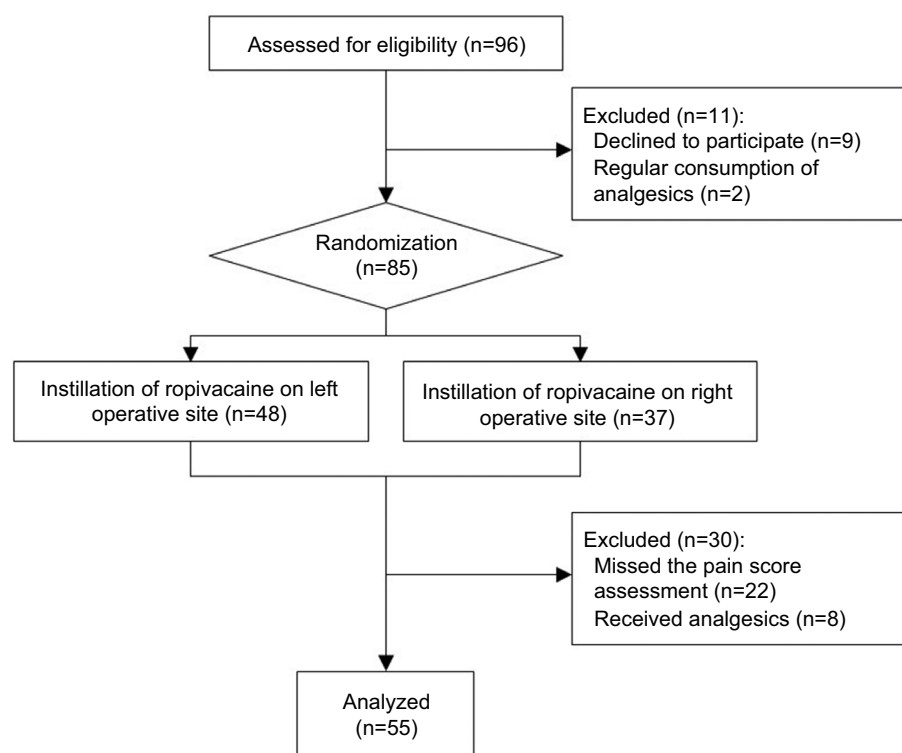 Assessed for eligibility (n=96)
Excluded (n=11):
Declined to participate (n=9)
Regular consumption of
analgesics (n=2)
Randomization
(n=85)
Instillation of ropivacaine on left
operative site (n=48)
Instillation of ropivacaine on right
operative site (n=37)
Excluded (n=30):
Missed the pain score
assessment (n=22)
Received analgesics (n=8)
Analyzed
(n=55)